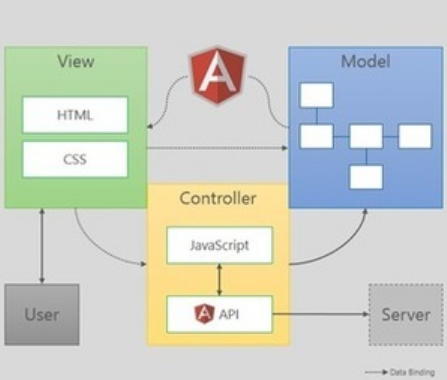 View
Model
HTML
CSS
Controller
JavaScript
API
User
Server
Data Binding